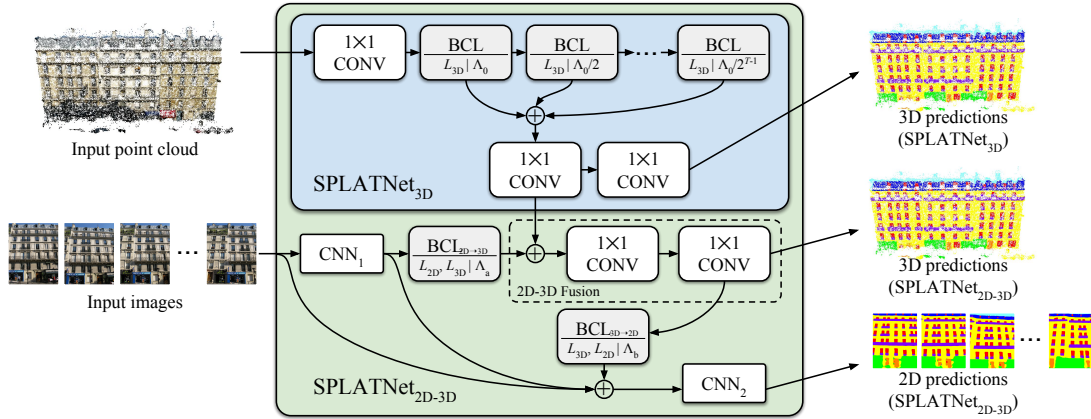 1×1
CONV
BCL
L3D | Λ0
BCL
L3D | Λ0/2
...
BCL
L3D | Λ0/2^T-1
+
1×1
CONV
1×1
CONV
SPLATNet3D
Input point cloud
3D predictions
(SPLATNet3D)
...
Input images
CNN1
BCL2D→3D
L2D, L3D | Λa
+
1×1
CONV
1×1
CONV
2D-3D Fusion
3D predictions
(SPLATNet2D-3D)
BCL3D→2D
L3D, L2D | Λb
+
CNN2
SPLATNet2D-3D
...
2D predictions
(SPLATNet2D-3D)